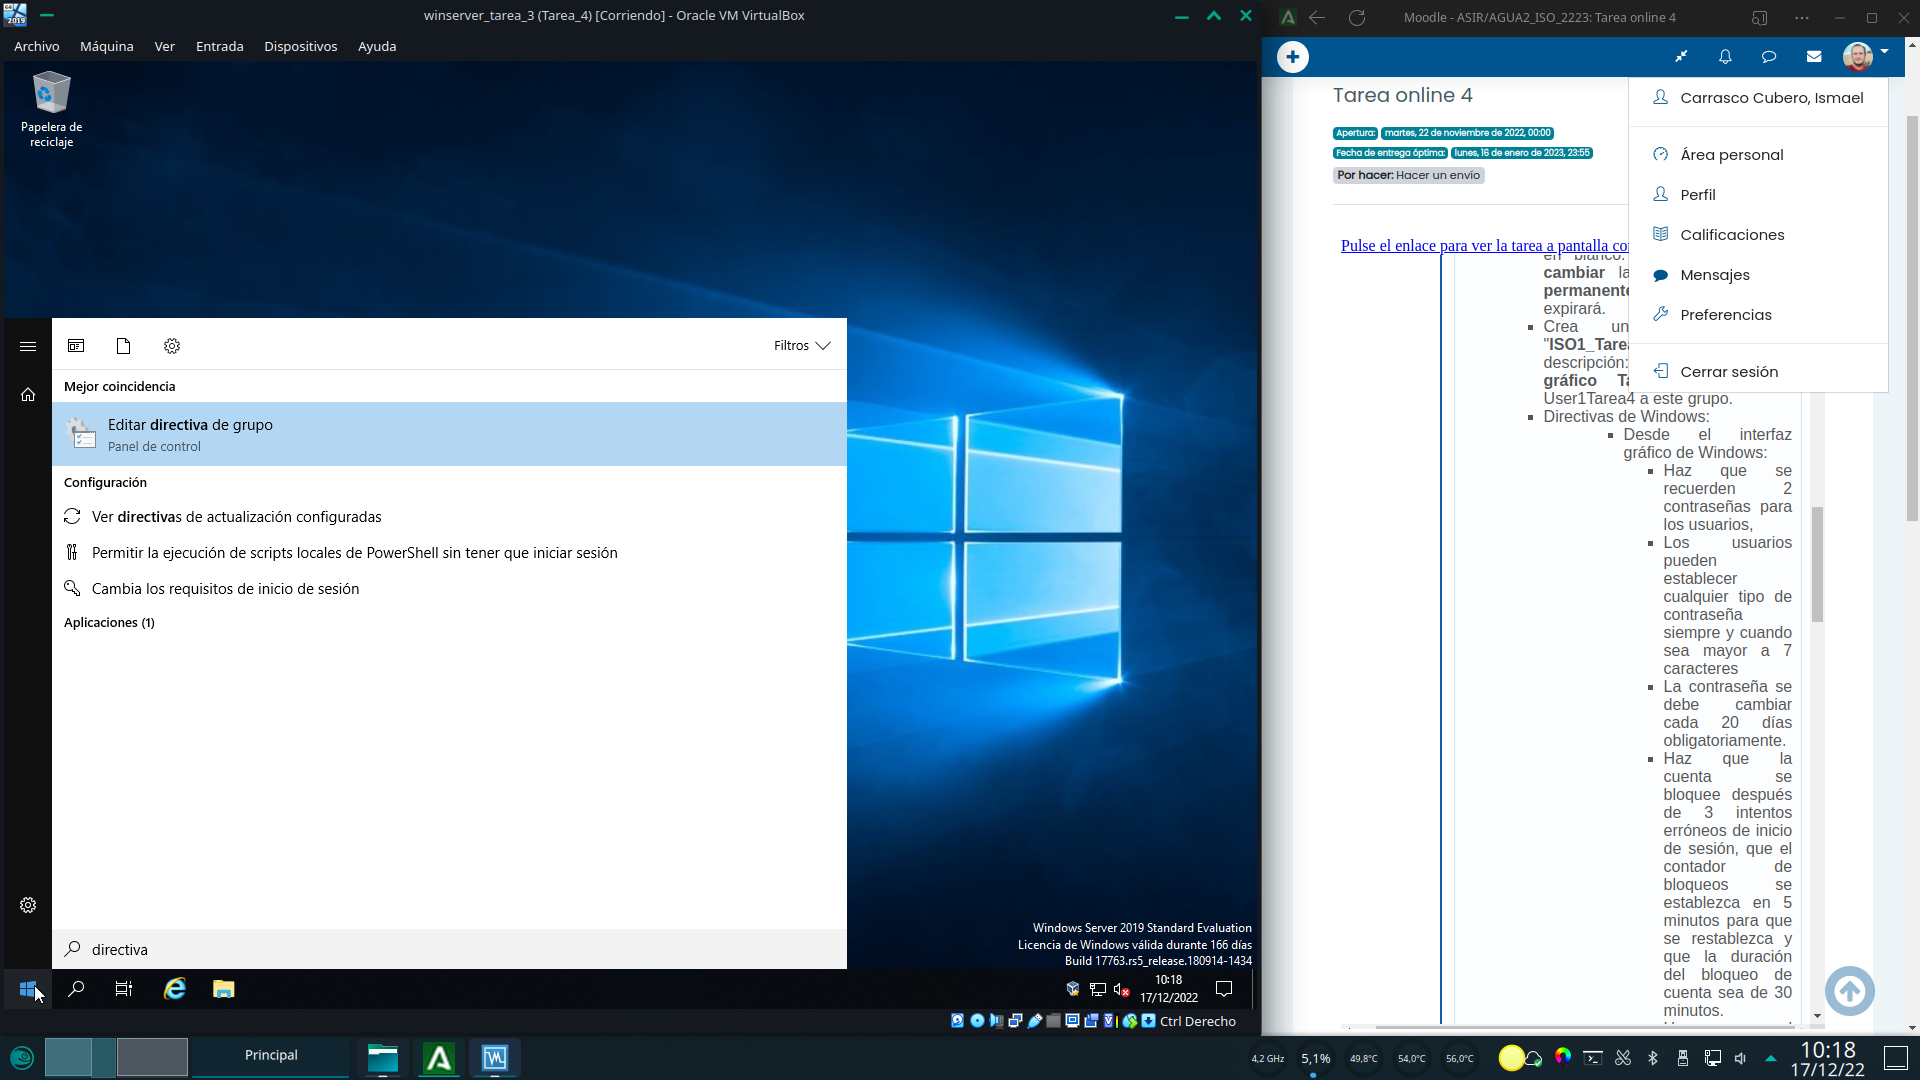 winserver_tarea_3 (Tarea_4) [Corriendo] - Oracle VM VirtualBox
Archivo Máquina Ver Entrada Dispositivos Ayuda
Papelera de
reciclaje
Filtros
Mejor coincidencia
Editar directiva de grupo
Panel de control
Configuración
Ver directivas de actualización configuradas
Permitir la ejecución de scripts locales de PowerShell sin tener que iniciar sesión
Cambia los requisitos de inicio de sesión
Aplicaciones (1)
directiva
Windows Server 2019 Standard Evaluation
Licencia de Windows válida durante 166 días
Build 17763.rs5_release.180914-1434
10:18
17/12/2022
Ctrl Derecho
Moodle - ASIR/AGUA2_ISO_2223: Tarea online 4
Tarea online 4
Apertura: martes, 22 de noviembre de 2022, 00:00
Fecha de entrega óptima: lunes, 16 de enero de 2023, 23:55
Por hacer: Hacer un envío
Carrasco Cubero, Ismael
Área personal
Perfil
Calificaciones
Mensajes
Preferencias
Cerrar sesión
Pulse el enlace para ver la tarea a pantalla co
en blanco.
cambiar la
permanente
expirará.
Crea un
"ISO1_Tarea
descripción:
gráfico Ta
User1Tarea4 a este grupo.
Directivas de Windows:
Desde el interfaz
gráfico de Windows:
Haz que se
recuerden 2
contraseñas para
los usuarios,
Los usuarios
pueden
establecer
cualquier tipo de
contraseña
siempre y cuando
sea mayor a 7
caracteres
La contraseña se
debe cambiar
cada 20 días
obligatoriamente.
Haz que la
cuenta se
bloquee después
de 3 intentos
erróneos de inicio
de sesión, que el
contador de
bloqueos se
establezca en 5
minutos para que
se restablezca y
que la duración
del bloqueo de
cuenta sea de 30
minutos.
Principal
4,2 GHz 5,1% 49,8°C 54,0°C 56,0°C
10:18
17/12/22